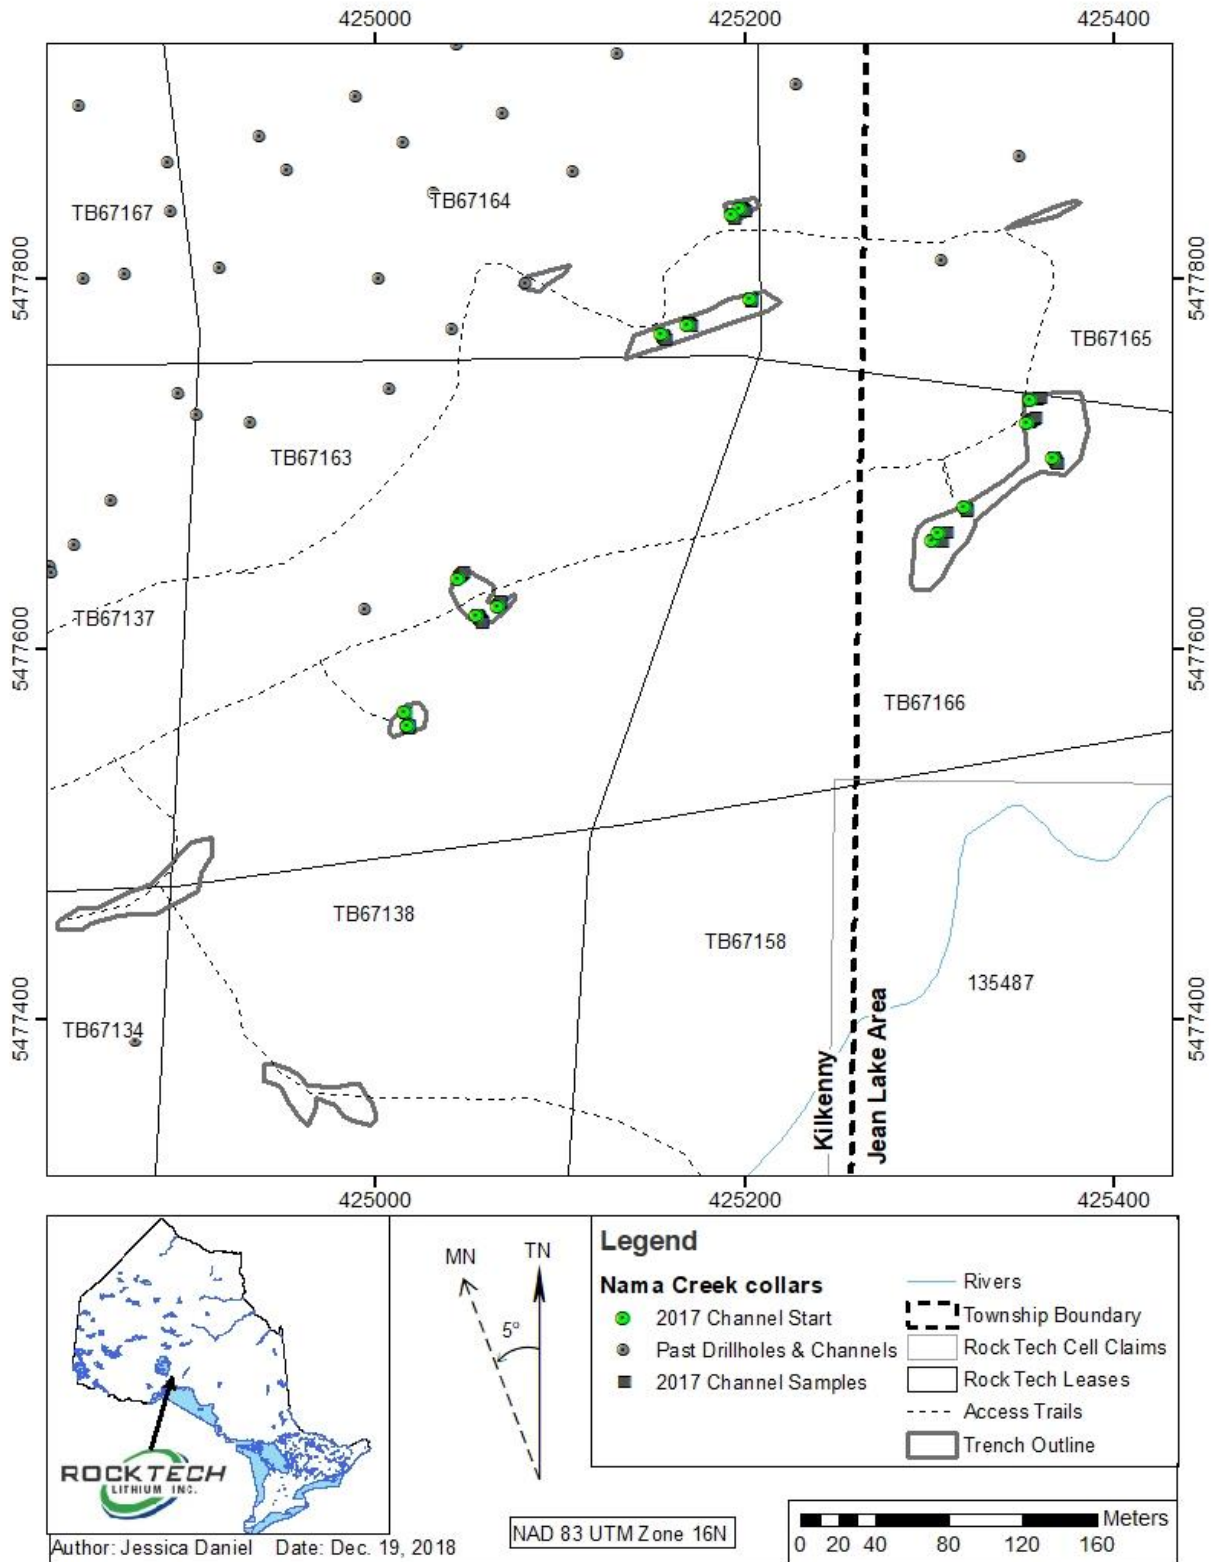 425000 425200 425400
TB67167
TB67164
5477800 5477800
TB67165
TB67163
5477600 5477600
TB67137
TB67166
TB67138
TB67158
135487
5477400 5477400
TB67134
Kilkenny
Jean Lake Area
425000 425200 425400
MN TN
5°
ROCKTECH
LITHIUM INC.
Author: Jessica Daniel Date: Dec. 19, 2018
NAD 83 UTM Zone 16N
Legend
Nama Creek collars
2017 Channel Start
Past Drillholes & Channels
2017 Channel Samples
Rivers
Township Boundary
Rock Tech Cell Claims
Rock Tech Leases
Access Trails
Trench Outline
Meters
0 20 40 80 120 160